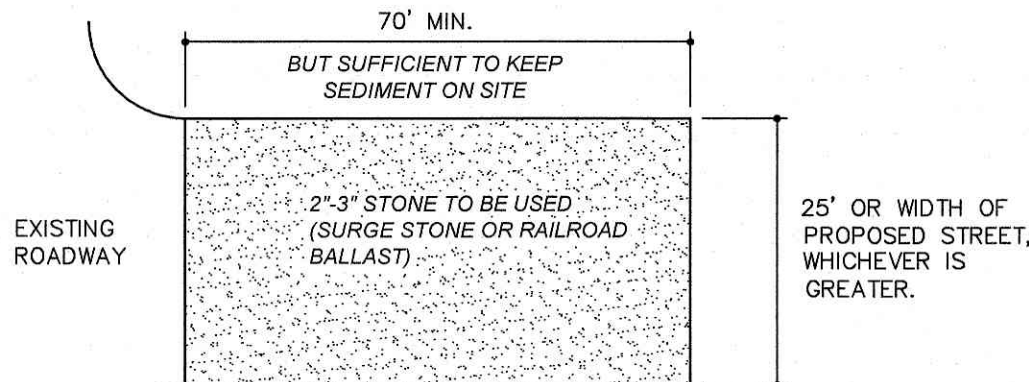 70' MIN.
BUT SUFFICIENT TO KEEP
SEDIMENT ON SITE
2"-3" STONE TO BE USED
(SURGE STONE OR RAILROAD
BALLAST)
EXISTING
ROADWAY
25' OR WIDTH OF
PROPOSED STREET,
WHICHEVER IS
GREATER.